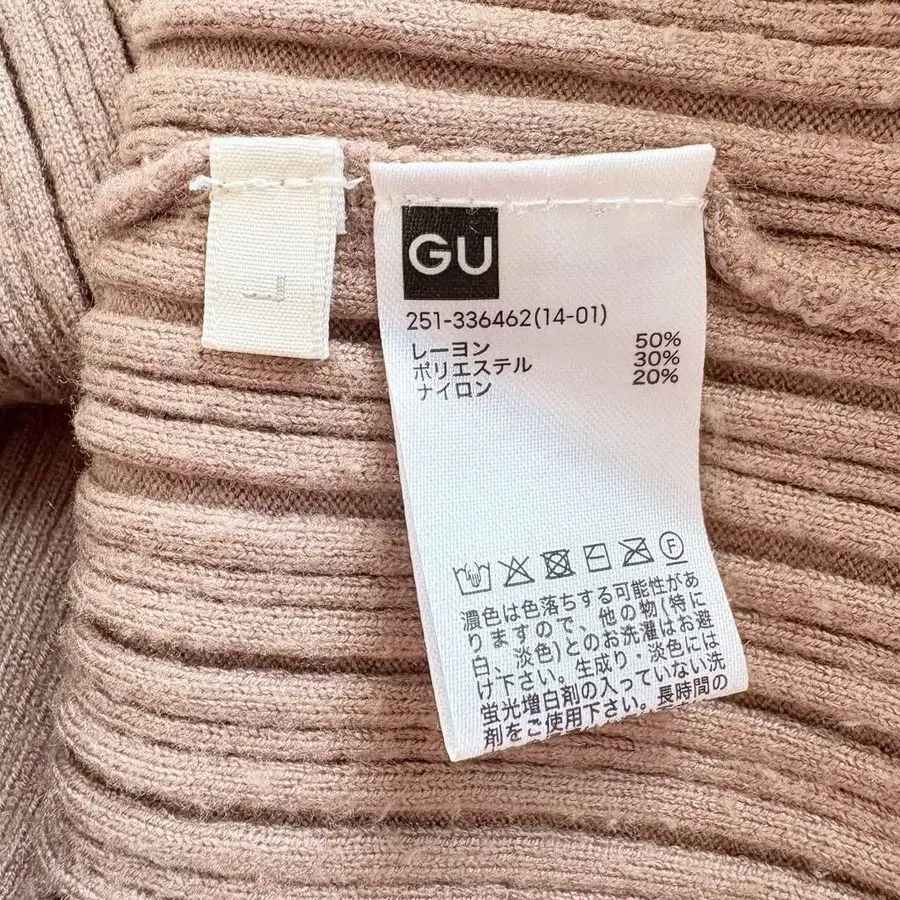 L
GU
251-336462(14-01)
レーヨン 50%
ポリエステル 30%
ナイロン 20%
F
濃色は色落ちする可能性があ
りますので、他の物(特に
白、淡色)とのお洗濯はお避
け下さい。生成り・淡色には
蛍光増白剤の入っていない洗
剤をご使用下さい。長時間の